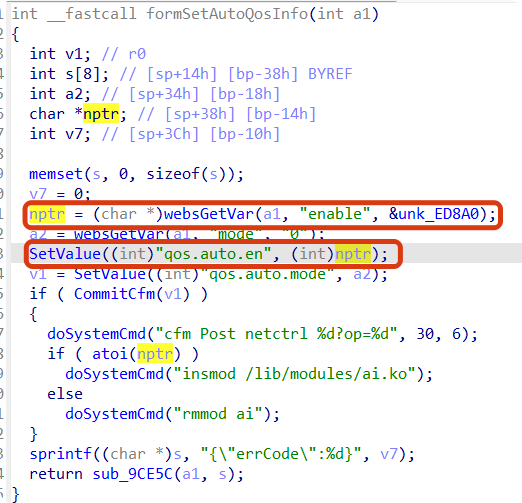 int __fastcall formSetAutoQosInfo(int a1)
{
int v1; // r0
int s[8]; // [sp+14h] [bp-38h] BYREF
int a2; // [sp+34h] [bp-18h]
char *nptr; // [sp+38h] [bp-14h]
int v7; // [sp+3Ch] [bp-10h]
memset(s, 0, sizeof(s));
v7 = 0;
nptr = (char *)websGetVar(a1, "enable", &unk_ED8A0);
a2 = websGetVar(a1, "mode", "0");
SetValue((int)"qos.auto.en", (int)nptr);
v1 = SetValue((int)"qos.auto.mode", a2);
if ( CommitCfm(v1) )
{
doSystemCmd("cfm Post netctrl %d?op=%d", 30, 6);
if ( atoi(nptr) )
doSystemCmd("insmod /lib/modules/ai.ko");
else
doSystemCmd("rmmod ai");
}
sprintf((char *)s, "{\"errCode\":%d}", v7);
return sub_9CE5C(a1, s);
}